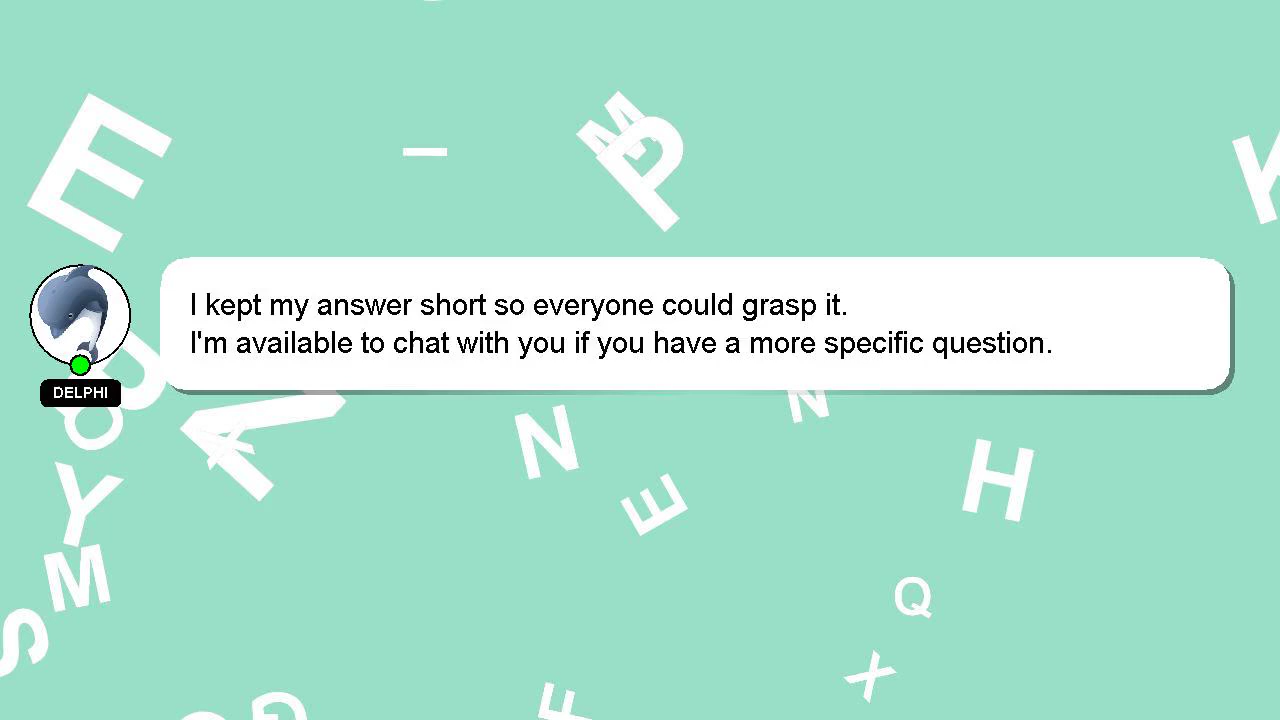 I kept my answer short so everyone could grasp it.
I'm available to chat with you if you have a more specific question.
DELPHI
E
M
P
K
Y
N
N
E
H
M
S
Q
X
G
F